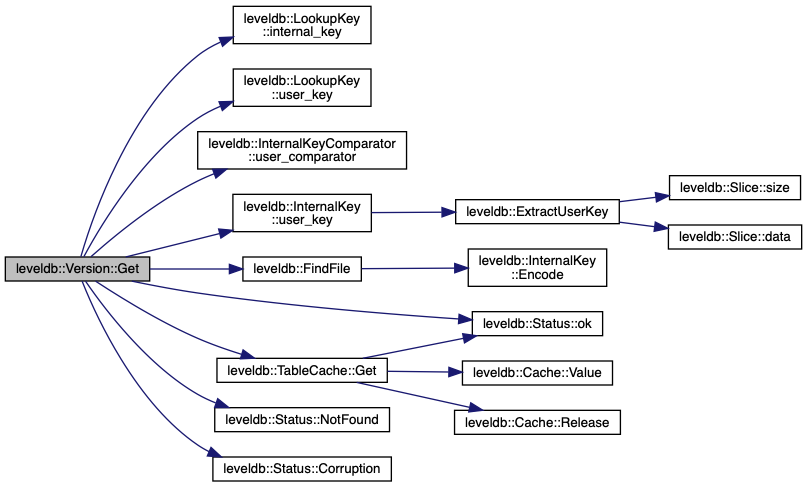 leveldb::Version::Get
leveldb::LookupKey
::internal_key
leveldb::LookupKey
::user_key
leveldb::InternalKeyComparator
::user_comparator
leveldb::InternalKey
::user_key
leveldb::ExtractUserKey
leveldb::Slice::size
leveldb::Slice::data
leveldb::FindFile
leveldb::InternalKey
::Encode
leveldb::Status::ok
leveldb::TableCache::Get
leveldb::Cache::Value
leveldb::Cache::Release
leveldb::Status::NotFound
leveldb::Status::Corruption